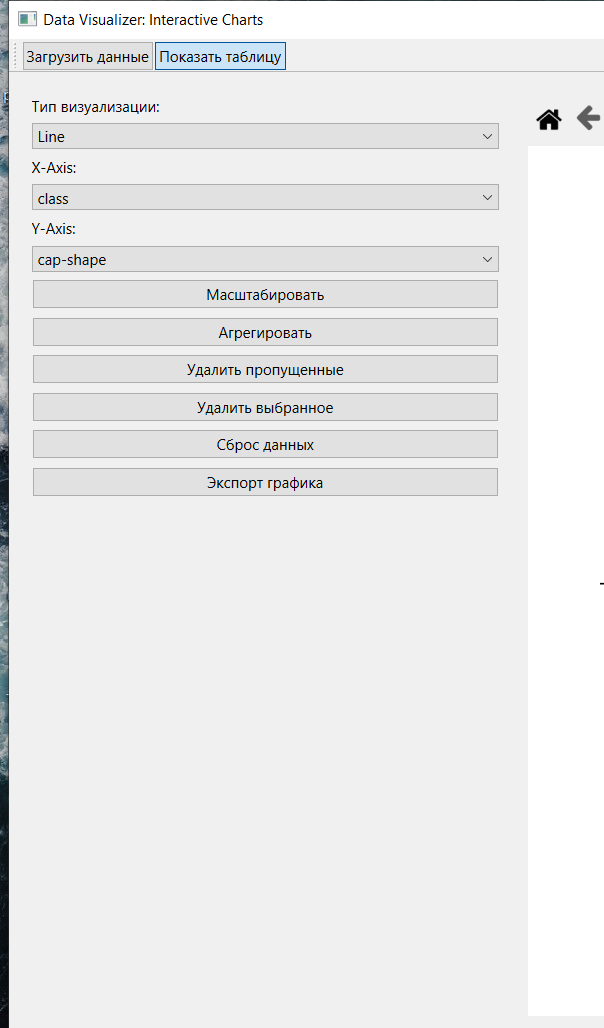 Data Visualizer: Interactive Charts
Загрузить данные
Показать таблицу
Тип визуализации:
Line
X-Axis:
class
Y-Axis:
cap-shape
Масштабировать
Агрегировать
Удалить пропущенные
Удалить выбранное
Сброс данных
Экспорт графика